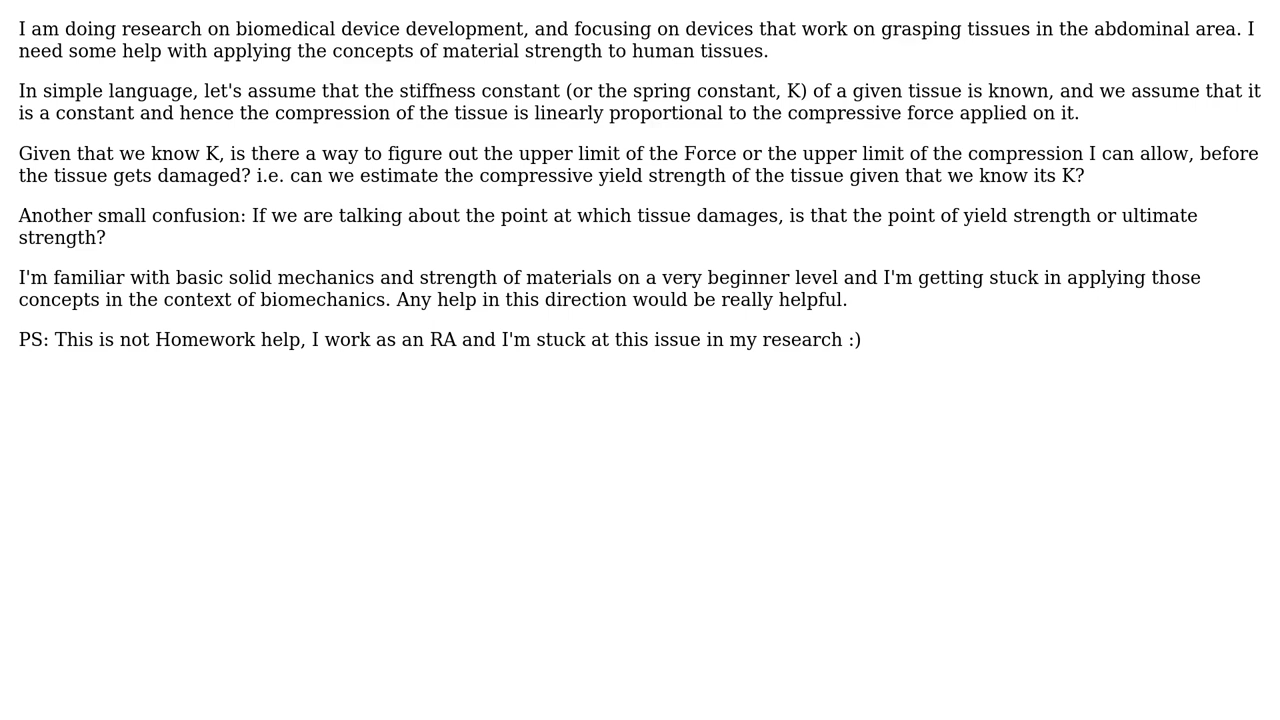 I am doing research on biomedical device development, and focusing on devices that work on grasping tissues in the abdominal area. I
need some help with applying the concepts of material strength to human tissues.
In simple language, let's assume that the stiffness constant (or the spring constant, K) of a given tissue is known, and we assume that it
is a constant and hence the compression of the tissue is linearly proportional to the compressive force applied on it.
Given that we know K, is there a way to figure out the upper limit of the Force or the upper limit of the compression I can allow, before
the tissue gets damaged? i.e. can we estimate the compressive yield strength of the tissue given that we know its K?
Another small confusion: If we are talking about the point at which tissue damages, is that the point of yield strength or ultimate
strength?
I'm familiar with basic solid mechanics and strength of materials on a very beginner level and I'm getting stuck in applying those
concepts in the context of biomechanics. Any help in this direction would be really helpful.
PS: This is not Homework help, I work as an RA and I'm stuck at this issue in my research :)